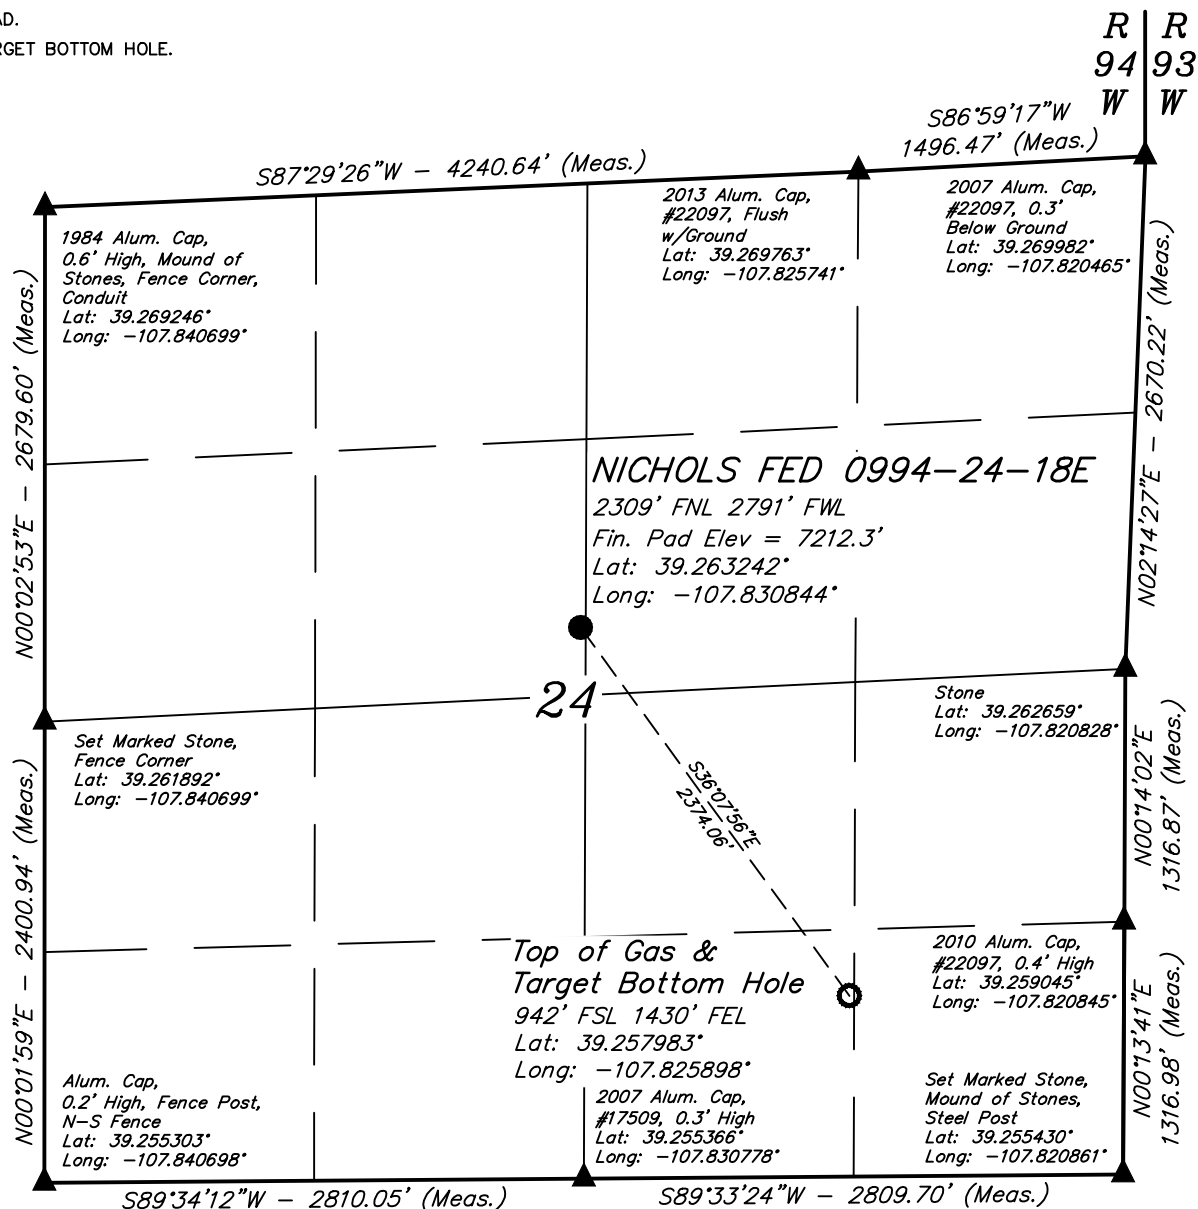 AD.
RGET BOTTOM HOLE.
R R
94 93
W W
S86°59'17"W
1496.47' (Meas.)
S87°29'26"W - 4240.64' (Meas.)
1984 Alum. Cap,
0.6' High, Mound of
Stones, Fence Corner,
Conduit
Lat: 39.269246°
Long: -107.840699°
2013 Alum. Cap,
#22097, Flush
w/Ground
Lat: 39.269763°
Long: -107.825741°
2007 Alum. Cap,
#22097, 0.3'
Below Ground
Lat: 39.269982°
Long: -107.820465°
N00°02'53"E - 2679.60' (Meas.)
N02°14'27"E - 2670.22' (Meas.)
NICHOLS FED 0994-24-18E
2309' FNL 2791' FWL
Fin. Pad Elev = 7212.3'
Lat: 39.263242°
Long: -107.830844°
24
Stone
Lat: 39.262659°
Long: -107.820828°
Set Marked Stone,
Fence Corner
Lat: 39.261892°
Long: -107.840699°
S36°07'56"E
2374.06'
N00°14'02"E
1316.87' (Meas.)
N00°01'59"E - 2400.94' (Meas.)
Top of Gas &
Target Bottom Hole
942' FSL 1430' FEL
Lat: 39.257983°
Long: -107.825898°
2010 Alum. Cap,
#22097, 0.4' High
Lat: 39.259045°
Long: -107.820845°
N00°13'41"E
1316.98' (Meas.)
Alum. Cap,
0.2' High, Fence Post,
N-S Fence
Lat: 39.255303°
Long: -107.840698°
2007 Alum. Cap,
#17509, 0.3' High
Lat: 39.255366°
Long: -107.830778°
Set Marked Stone,
Mound of Stones,
Steel Post
Lat: 39.255430°
Long: -107.820861°
S89°34'12"W - 2810.05' (Meas.)
S89°33'24"W - 2809.70' (Meas.)